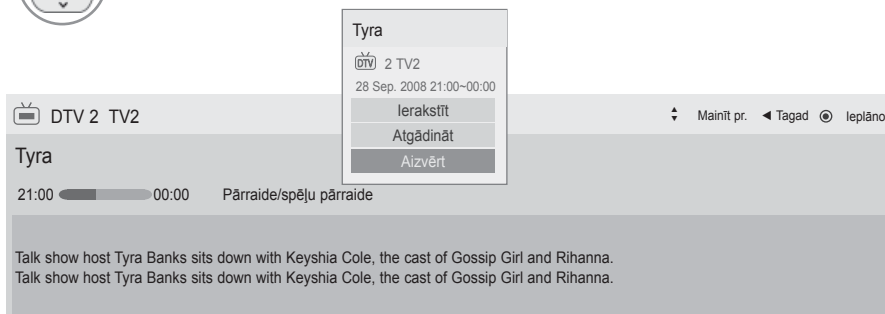 Tyra
DTV 2 TV2
28 Sep. 2008 21:00~00:00
Ierakstīt
Atgādināt
Aizvērt
DTV 2 TV2
Mainīt pr. ◄ Tagad ◉ Ieplāno
Tyra
21:00 00:00 Pārraide/spēļu pārraide
Talk show host Tyra Banks sits down with Keyshia Cole, the cast of Gossip Girl and Rihanna.
Talk show host Tyra Banks sits down with Keyshia Cole, the cast of Gossip Girl and Rihanna.